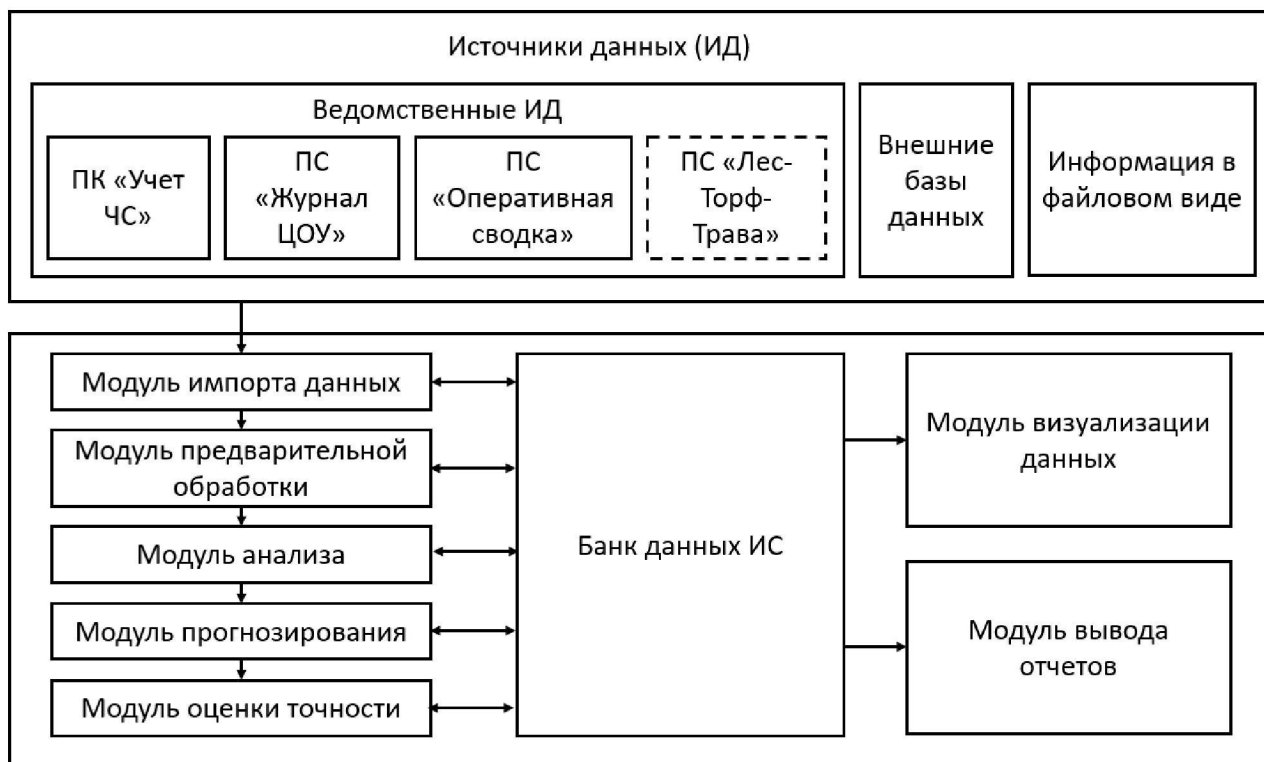 Источники данных (ИД)
Ведомственные ИД
ПК «Учет
ЧС»
ПС
«Журнал
ЦОУ»
ПС
«Оперативная
сводка»
ПС «Лес-
Торф-
Трава»
Внешние
базы
данных
Информация в
файловом виде
Модуль импорта данных
Модуль предварительной
обработки
Модуль анализа
Модуль прогнозирования
Модуль оценки точности
Банк данных ИС
Модуль визуализации
данных
Модуль вывода
отчетов